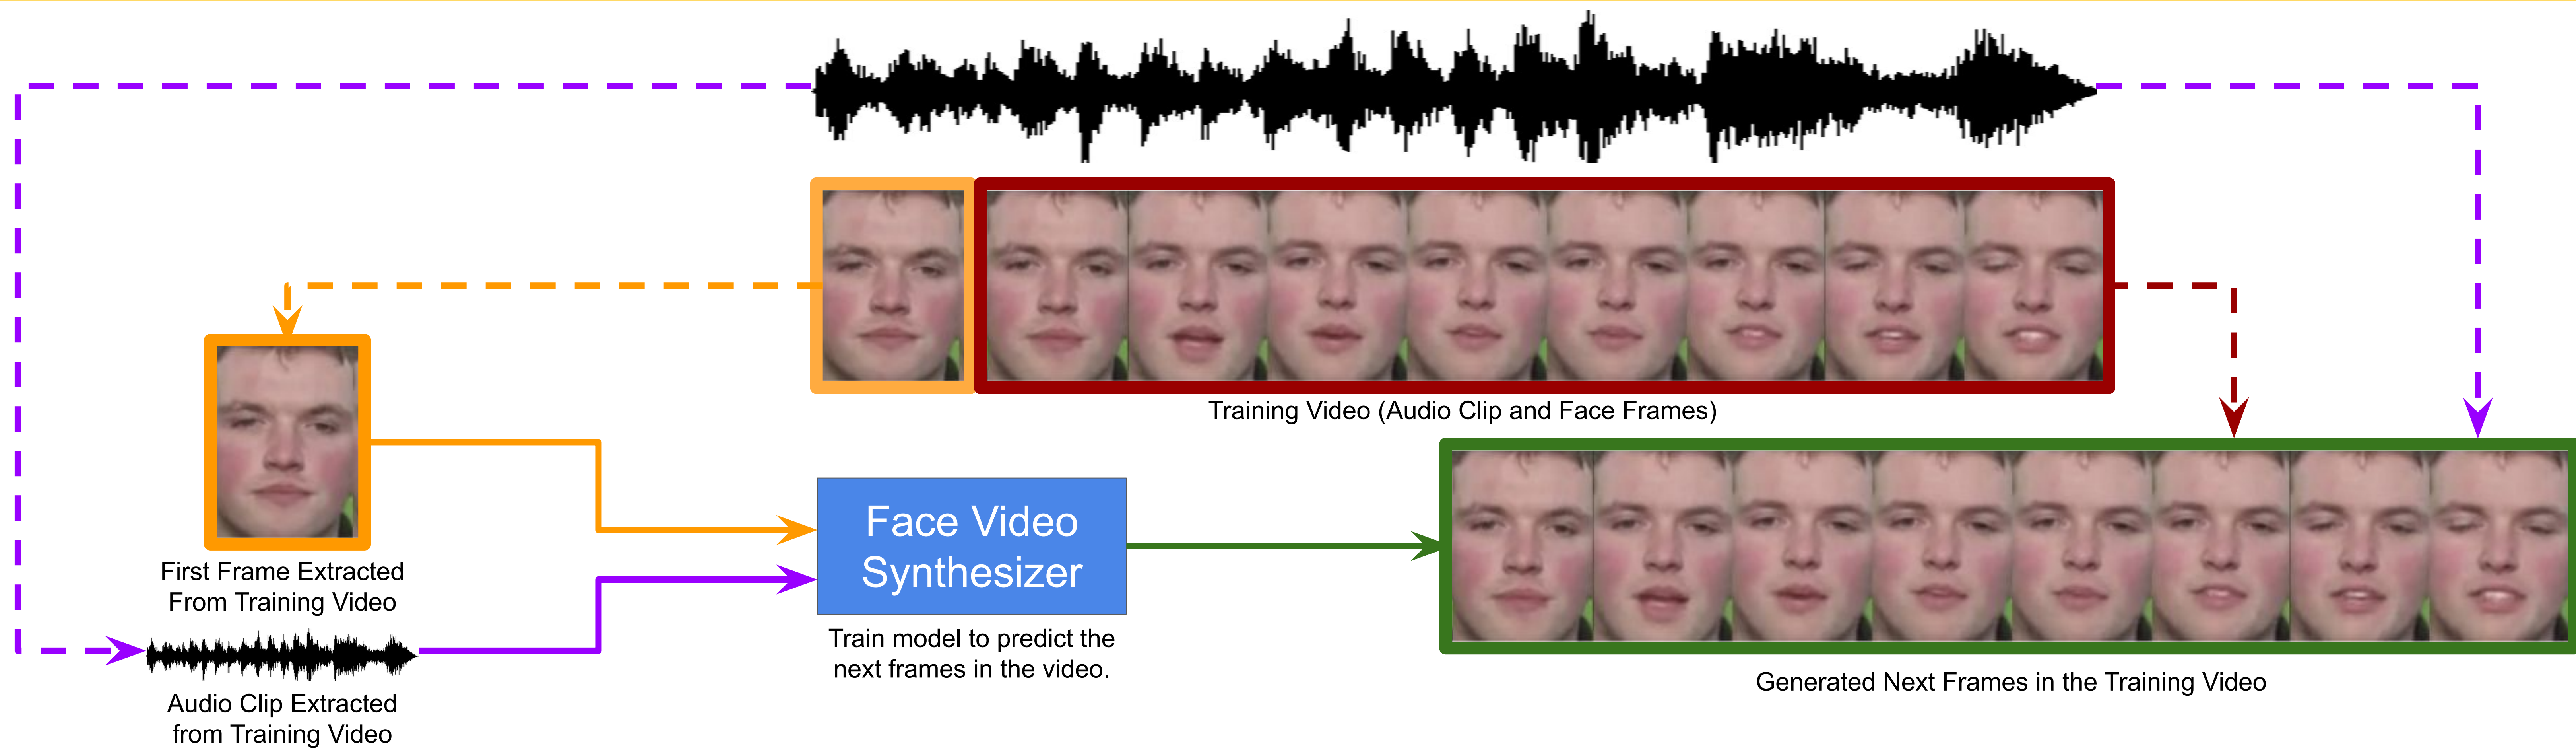 Training Video (Audio Clip and Face Frames)
First Frame Extracted
From Training Video
Face Video
Synthesizer
Train model to predict the
next frames in the video.
Generated Next Frames in the Training Video
Audio Clip Extracted
from Training Video